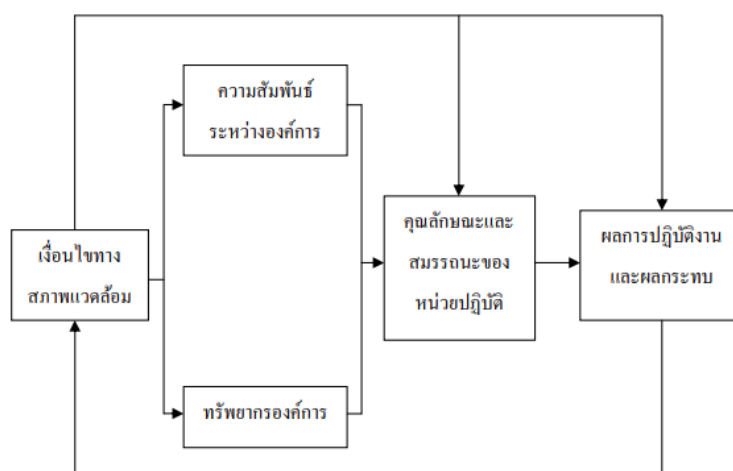 ความสัมพันธ์
ระหว่างองค์การ
เงื่อนไขทาง
สภาพแวดล้อม
คุณลักษณะและ
สมรรถนะของ
หน่วยปฏิบัติ
ผลการปฏิบัติงาน
และผลกระทบ
ทรัพยากรองค์การ